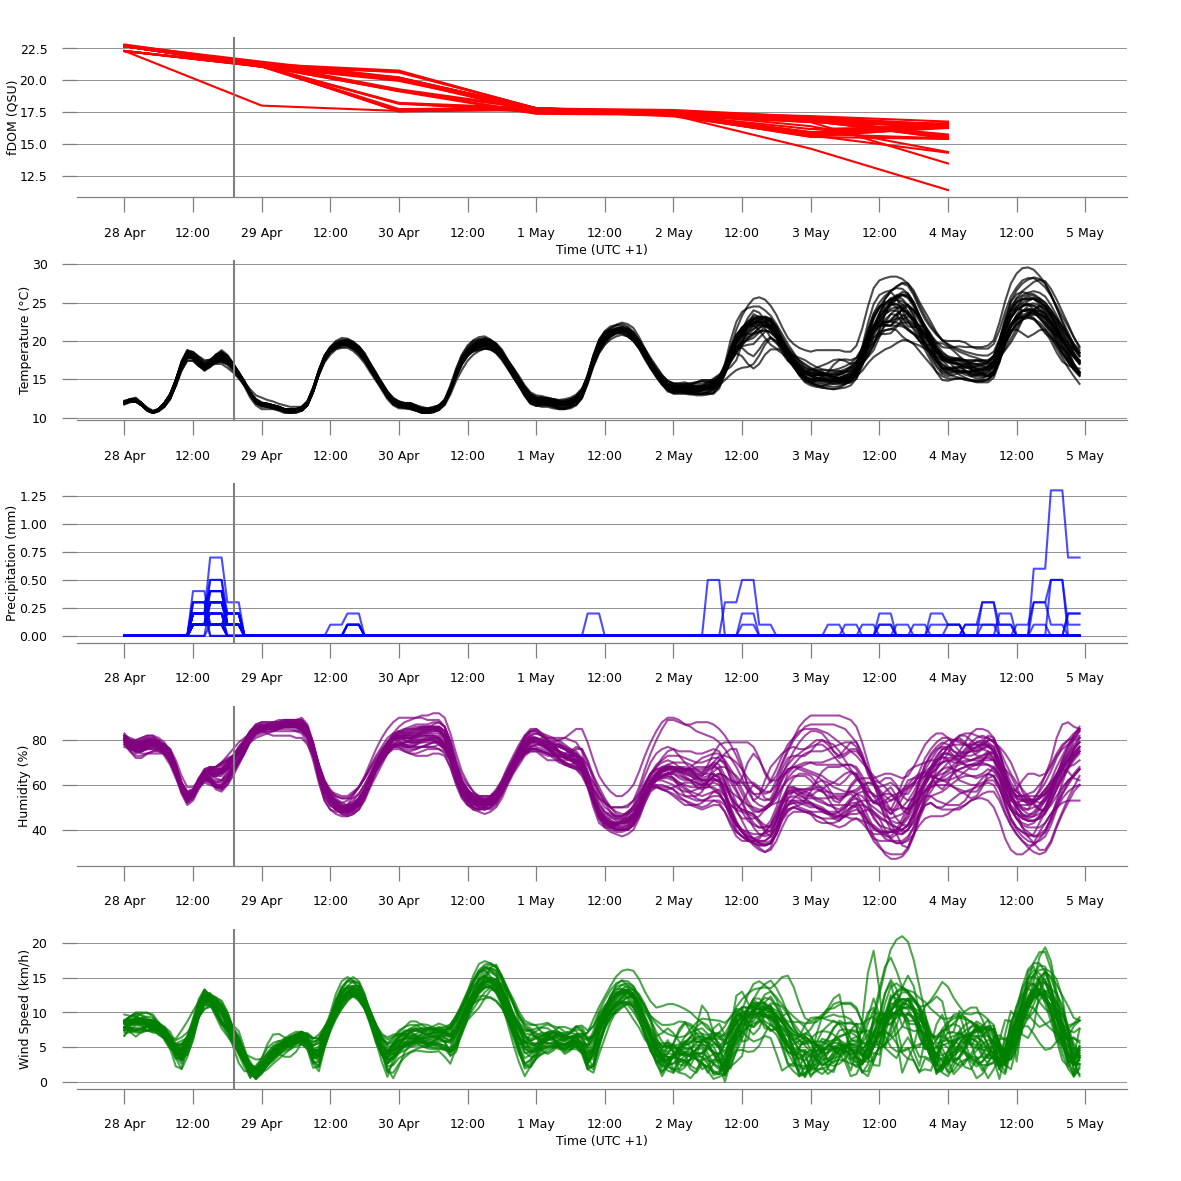 22.5
20.0
17.5
15.0
12.5
fDOM (QSU)
28 Apr 12:00 29 Apr 12:00 30 Apr 12:00 1 May 12:00 2 May 12:00 3 May 12:00 4 May 12:00 5 May
Time (UTC +1)
30
25
20
15
10
Temperature (°C)
28 Apr 12:00 29 Apr 12:00 30 Apr 12:00 1 May 12:00 2 May 12:00 3 May 12:00 4 May 12:00 5 May
1.25
1.00
0.75
0.50
0.25
0.00
Precipitation (mm)
28 Apr 12:00 29 Apr 12:00 30 Apr 12:00 1 May 12:00 2 May 12:00 3 May 12:00 4 May 12:00 5 May
80
60
40
Humidity (%)
28 Apr 12:00 29 Apr 12:00 30 Apr 12:00 1 May 12:00 2 May 12:00 3 May 12:00 4 May 12:00 5 May
20
15
10
5
0
Wind Speed (km/h)
28 Apr 12:00 29 Apr 12:00 30 Apr 12:00 1 May 12:00 2 May 12:00 3 May 12:00 4 May 12:00 5 May
Time (UTC +1)